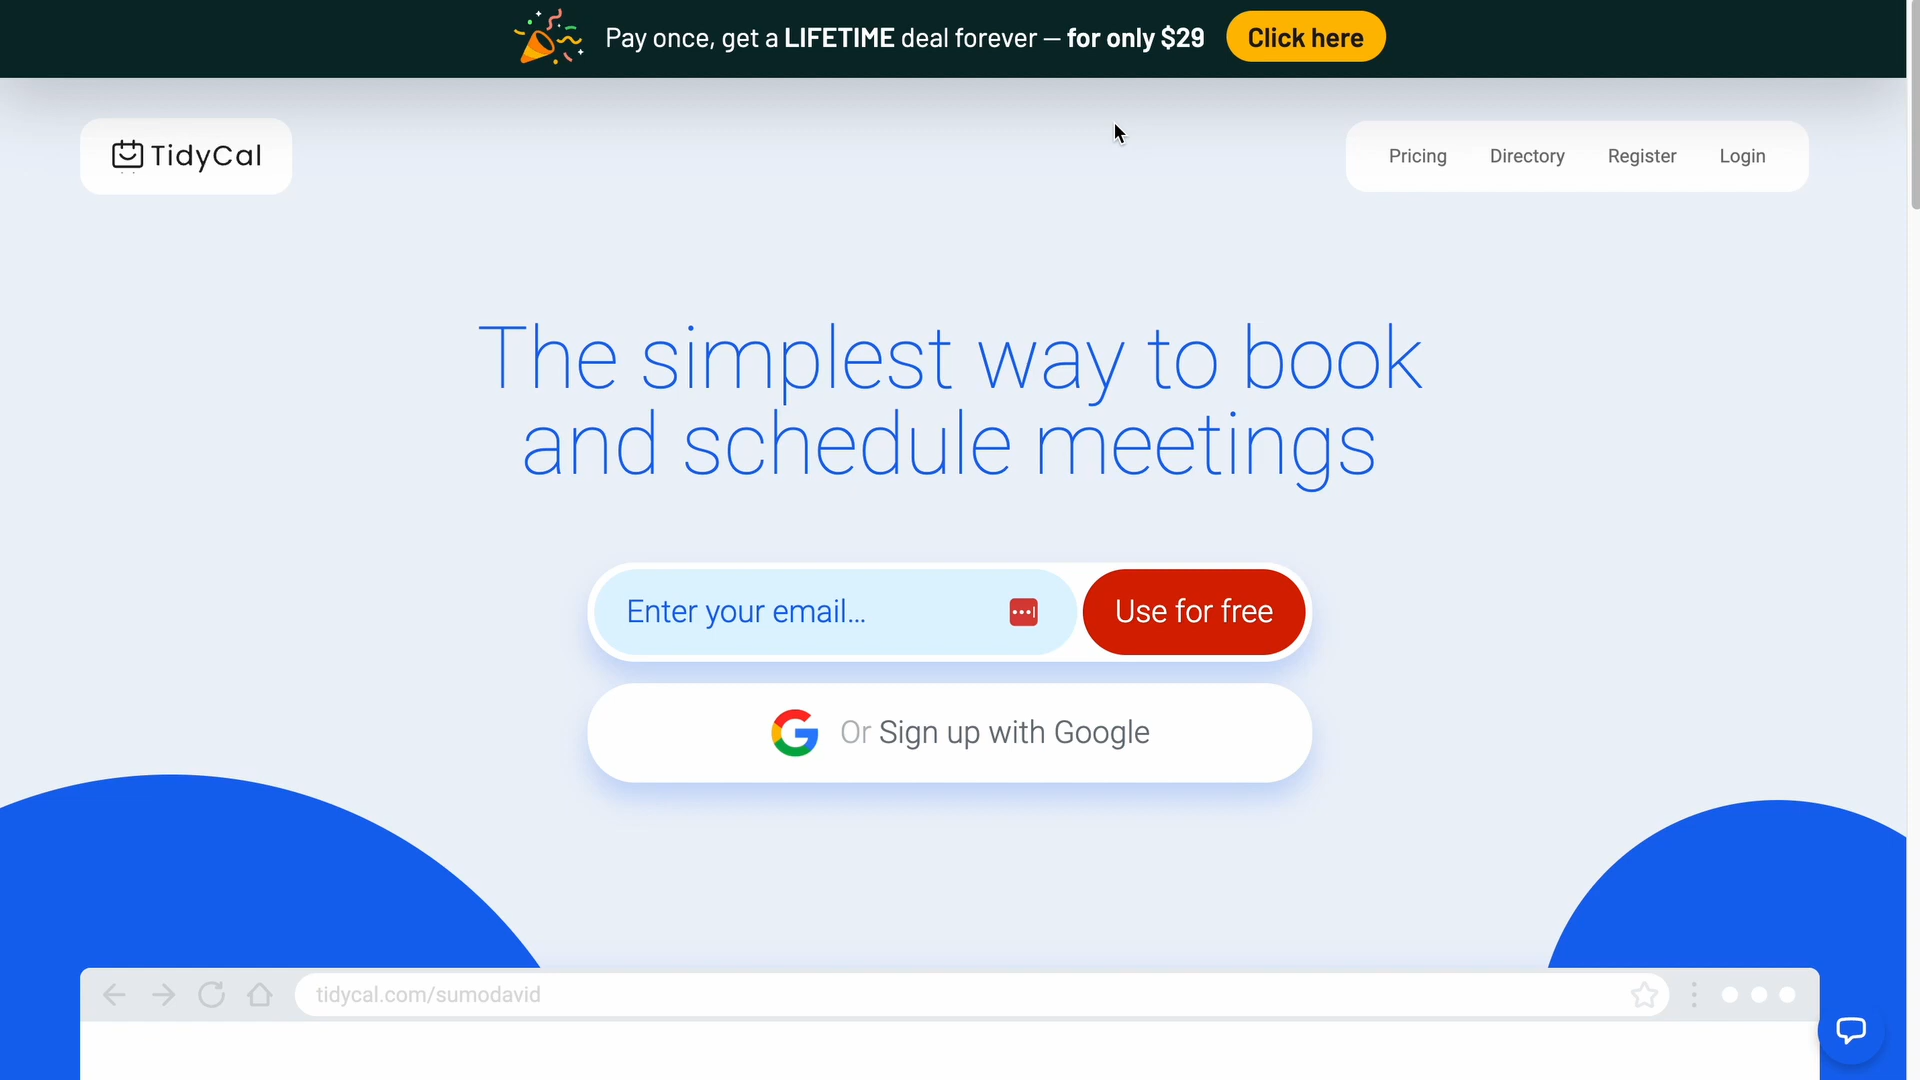 Pay once, get a LIFETIME deal forever – for only $29
Click here
TidyCal
Pricing
Directory
Register
Login
The simplest way to book
and schedule meetings
Enter your email...
Use for free
Or Sign up with Google
tidycal.com/sumodavid